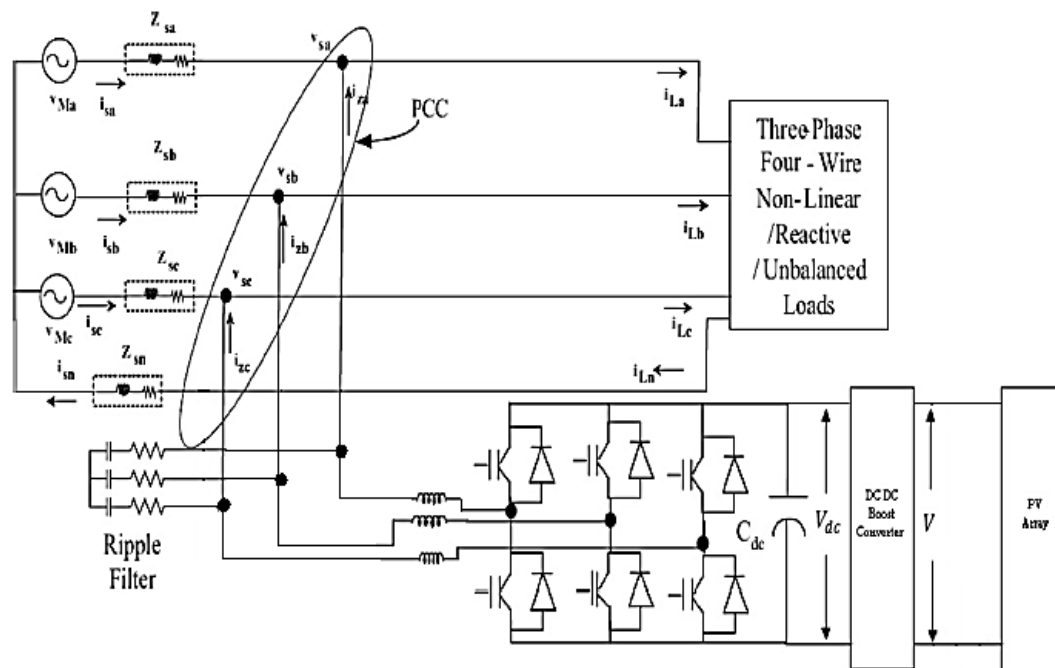 Z sa
v sa
v Ma
i sa
PCC
i La
Z sb
v sb
v Mb
i sb
i zb
i Lb
Z sc
v sc
v Mc
i sc
i zc
i Lc
Z sn
i sn
i Ln
Three-Phase
Four - Wire
Non-Linear
/Reactive
/ Unbalanced
Loads
Ripple
Filter
C dc
V dc
DC DC
Boost
Converter
V
PV
Array